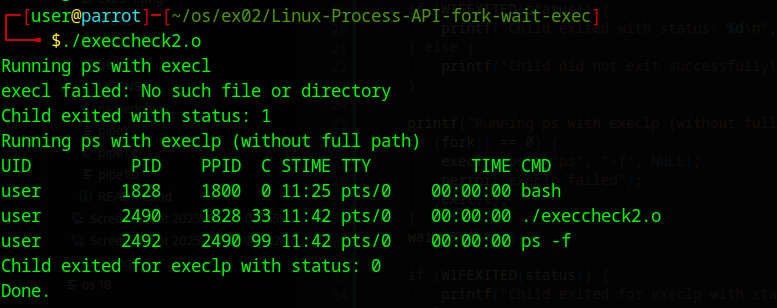 [user@parrot]─[~/os/ex02/Linux-Process-API-fork-wait-exec]
$./execcheck2.o
Running ps with execl
execl failed: No such file or directory
Child exited with status: 1
Running ps with execlp (without full path)
UID          PID    PPID  C STIME TTY          TIME CMD
user        1828    1800  0 11:25 pts/0    00:00:00 bash
user        2490    1828 33 11:42 pts/0    00:00:00 ./execcheck2.o
user        2492    2490 99 11:42 pts/0    00:00:00 ps -f
Child exited for execlp with status: 0
Done.